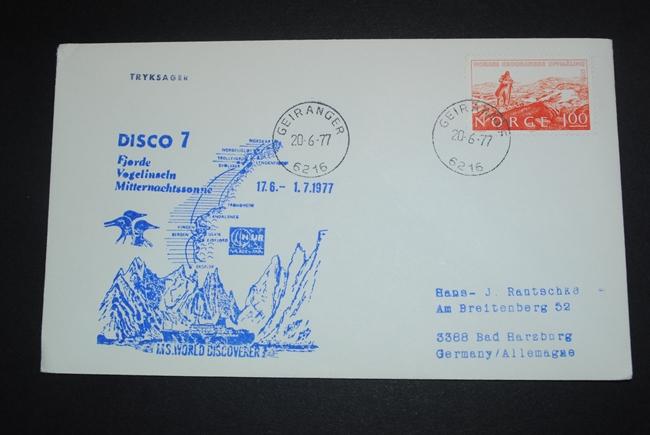 TRYKSAGER
NORGES GEOGRAFISKE OPPMÅLING
NORGE 1.00
GEIRANGER
20-6-77
6216
GEIRANGER
20-6-77
6216
DISCO 7
Fjorde
Vogelinseln
Mitternachtssonne
17.6.- 1.7.1977
NORDKAP
TRONDHEIM
ANDALSNES
BERGEN
M.S. WORLD DISCOVERER
Hans- J. Rantschke
Am Breitenberg 52
3388 Bad Harzburg
Germany/Allemagne